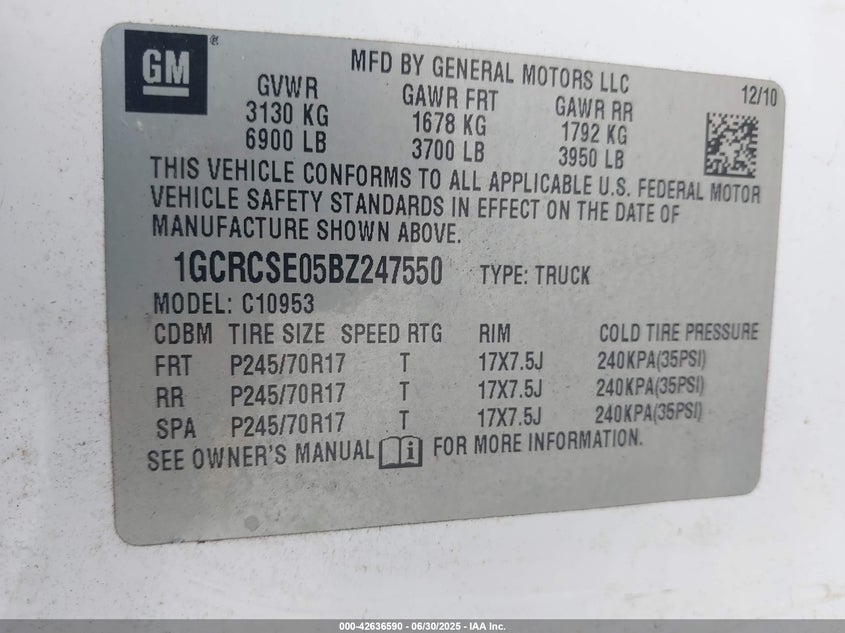 GM®
MFD BY GENERAL MOTORS LLC
12/10
GVWR GAWR FRT GAWR RR
3130 KG 1678 KG 1792 KG
6900 LB 3700 LB 3950 LB
THIS VEHICLE CONFORMS TO ALL APPLICABLE U.S. FEDERAL MOTOR
VEHICLE SAFETY STANDARDS IN EFFECT ON THE DATE OF
MANUFACTURE SHOWN ABOVE.
1GCRCSE05BZ247550 TYPE: TRUCK
MODEL: C10953
CDBM TIRE SIZE SPEED RTG RIM COLD TIRE PRESSURE
FRT P245/70R17 T 17X7.5J 240KPA(35PSI)
RR P245/70R17 T 17X7.5J 240KPA(35PSI)
SPA P245/70R17 T 17X7.5J 240KPA(35PSI)
SEE OWNER'S MANUAL i FOR MORE INFORMATION.
000-42636590 - 06/30/2025 - IAA Inc.